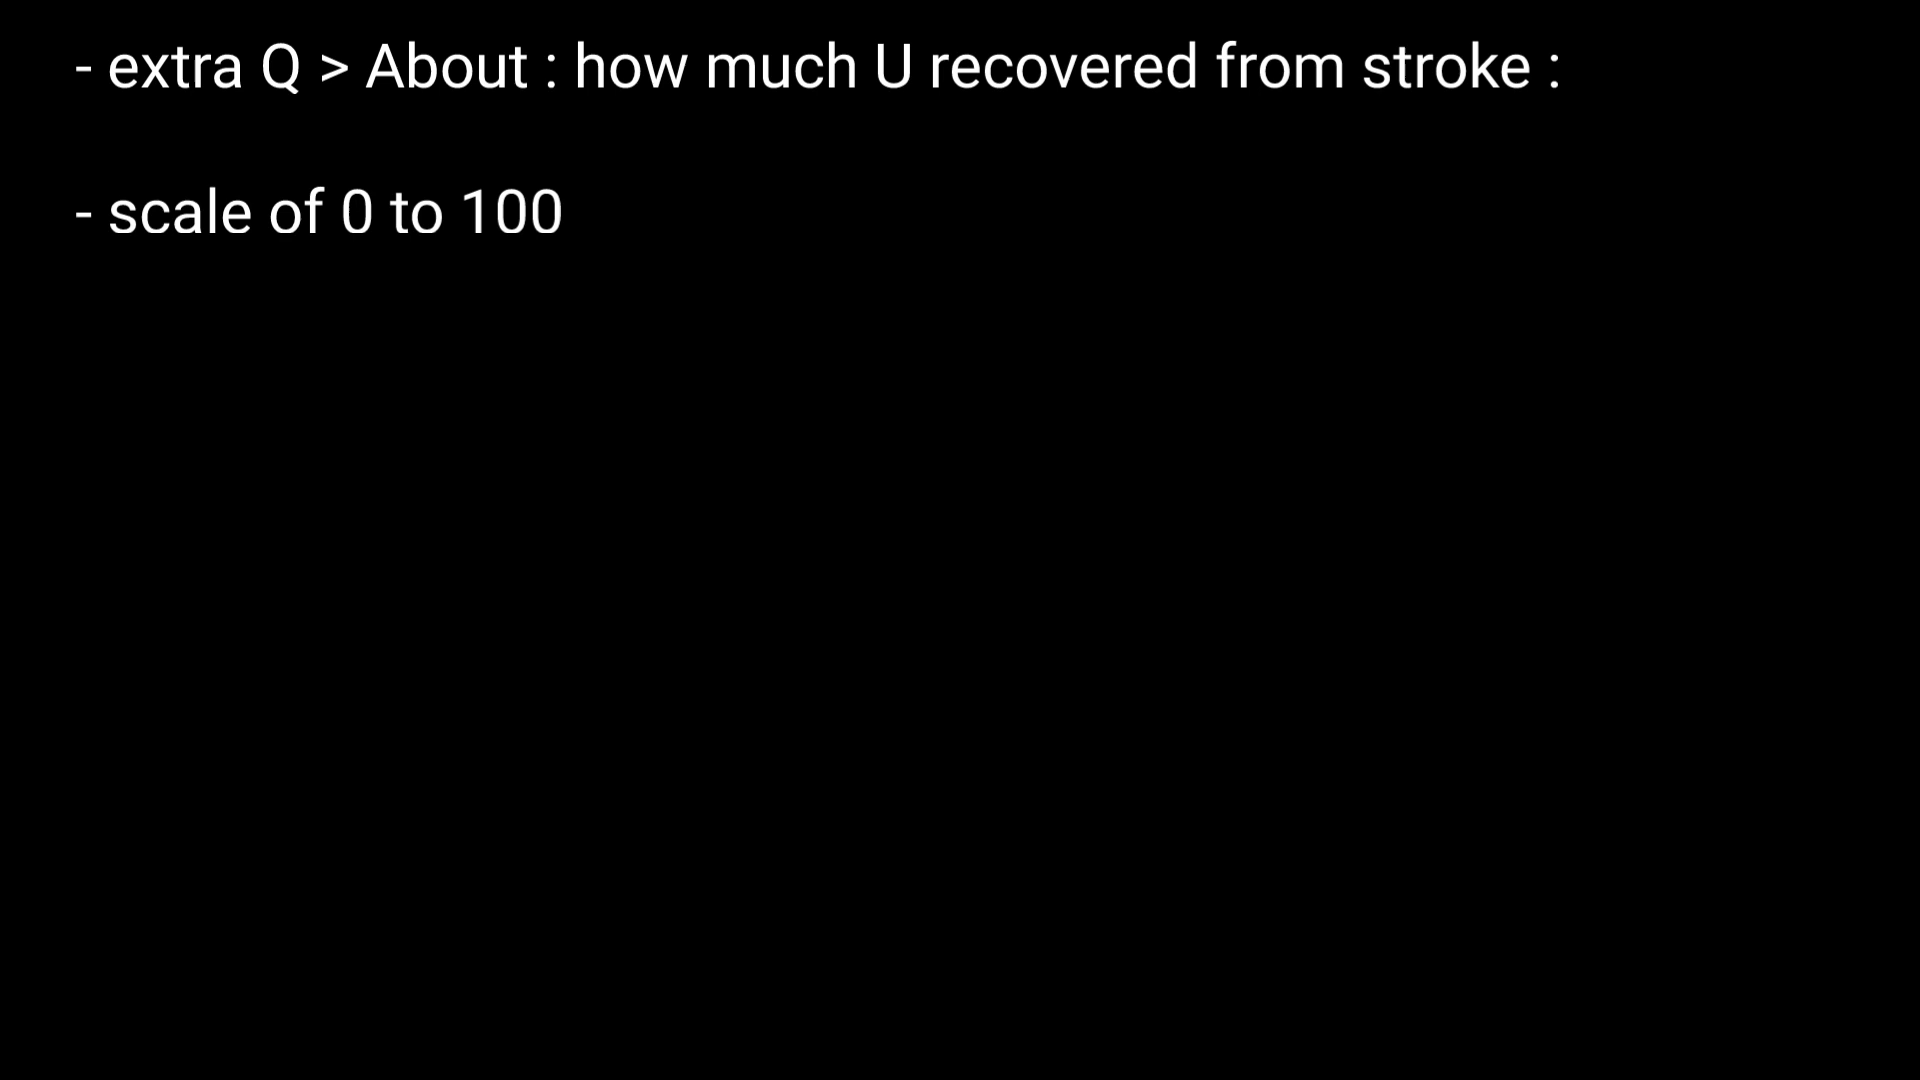 - extra Q > About : how much U recovered from stroke :
- scale of 0 to 100